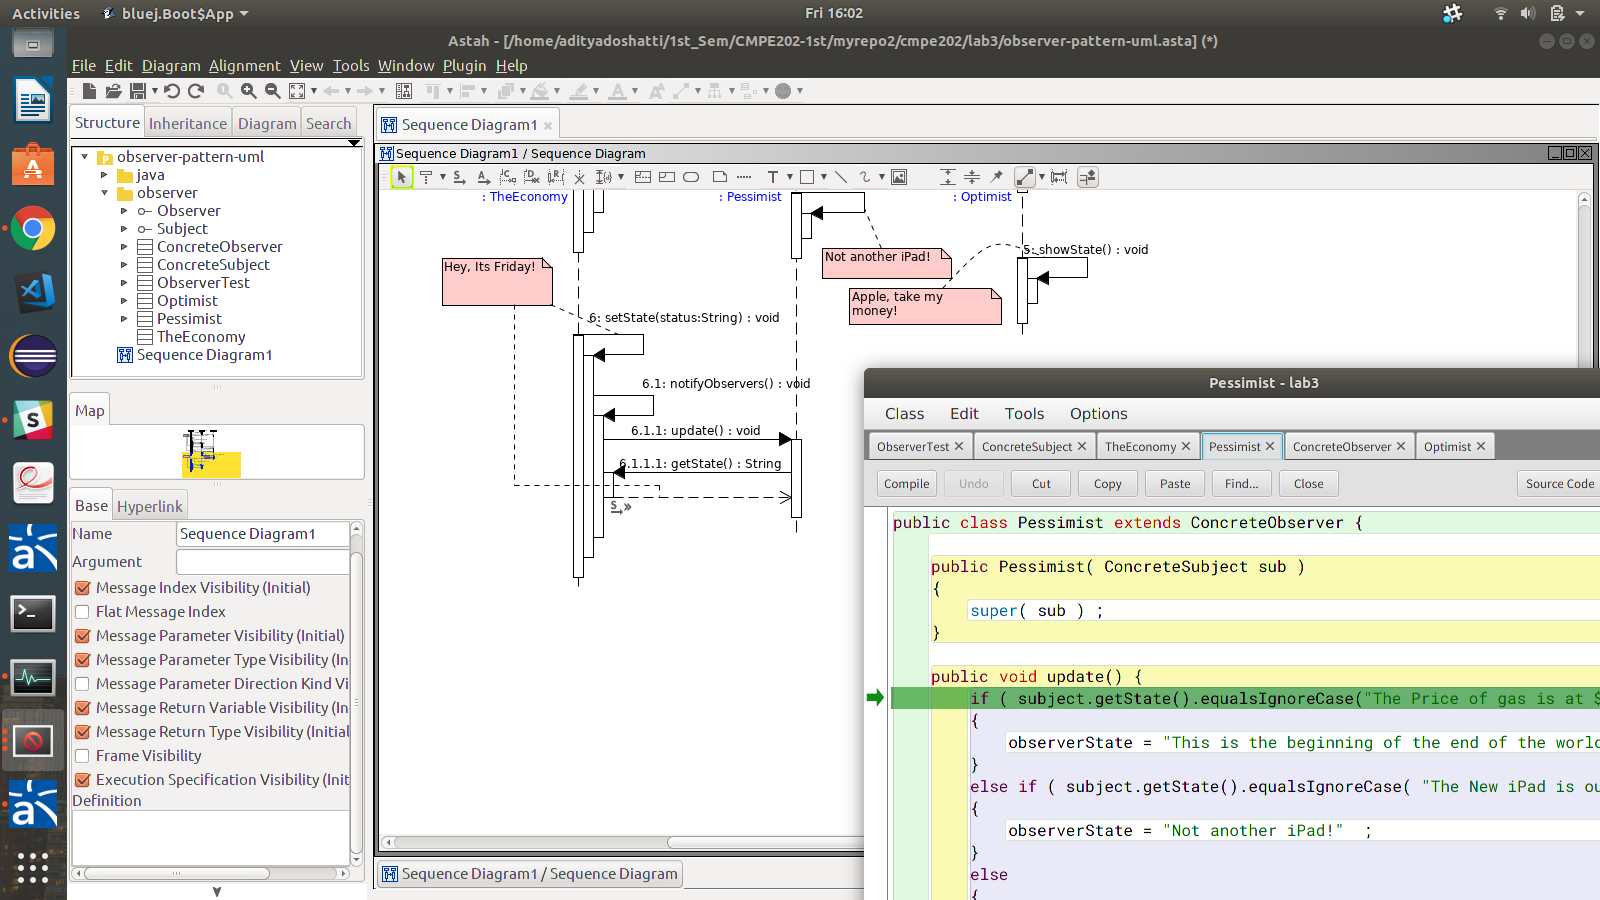 Activities
bluej.Boot$App
Fri 16:02
Astah - [/home/adityadoshatti/1st_Sem/CMPE202-1st/myrepo2/cmpe202/lab3/observer-pattern-uml.asta] (*)
File Edit Diagram Alignment View Tools Window Plugin Help
Structure Inheritance Diagram Search
observer-pattern-uml
java
observer
Observer
Subject
ConcreteObserver
ConcreteSubject
ObserverTest
Optimist
Pessimist
TheEconomy
Sequence Diagram1
Map
Base Hyperlink
Name Sequence Diagram1
Argument
Message Index Visibility (Initial)
Flat Message Index
Message Parameter Visibility (Initial)
Message Parameter Type Visibility (In
Message Parameter Direction Kind Vi
Message Return Variable Visibility (In
Message Return Type Visibility (Initial
Frame Visibility
Execution Specification Visibility (Init
Definition
Sequence Diagram1
Sequence Diagram1 / Sequence Diagram
: TheEconomy
: Pessimist
: Optimist
Hey, Its Friday!
Not another iPad!
5: showState() : void
Apple, take my
money!
6: setState(status:String) : void
6.1: notifyObservers() : void
6.1.1: update() : void
6.1.1.1: getState() : String
Sequence Diagram1 / Sequence Diagram
Pessimist - lab3
Class Edit Tools Options
ObserverTest ConcreteSubject TheEconomy Pessimist ConcreteObserver Optimist
Compile Undo Cut Copy Paste Find... Close Source Code
public class Pessimist extends ConcreteObserver {
public Pessimist( ConcreteSubject sub )
{
super( sub ) ;
}
public void update() {
if ( subject.getState().equalsIgnoreCase("The Price of gas is at $
{
observerState = "This is the beginning of the end of the world
}
else if ( subject.getState().equalsIgnoreCase( "The New iPad is ou
{
observerState = "Not another iPad!" ;
}
else
{